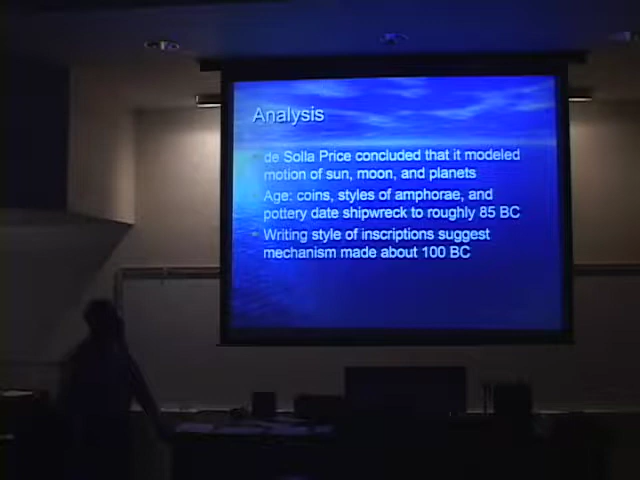 Analysis
de Solla Price concluded that it modeled
motion of sun, moon, and planets
Age: coins, styles of amphorae, and
pottery date shipwreck to roughly 85 BC
Writing style of inscriptions suggest
mechanism made about 100 BC